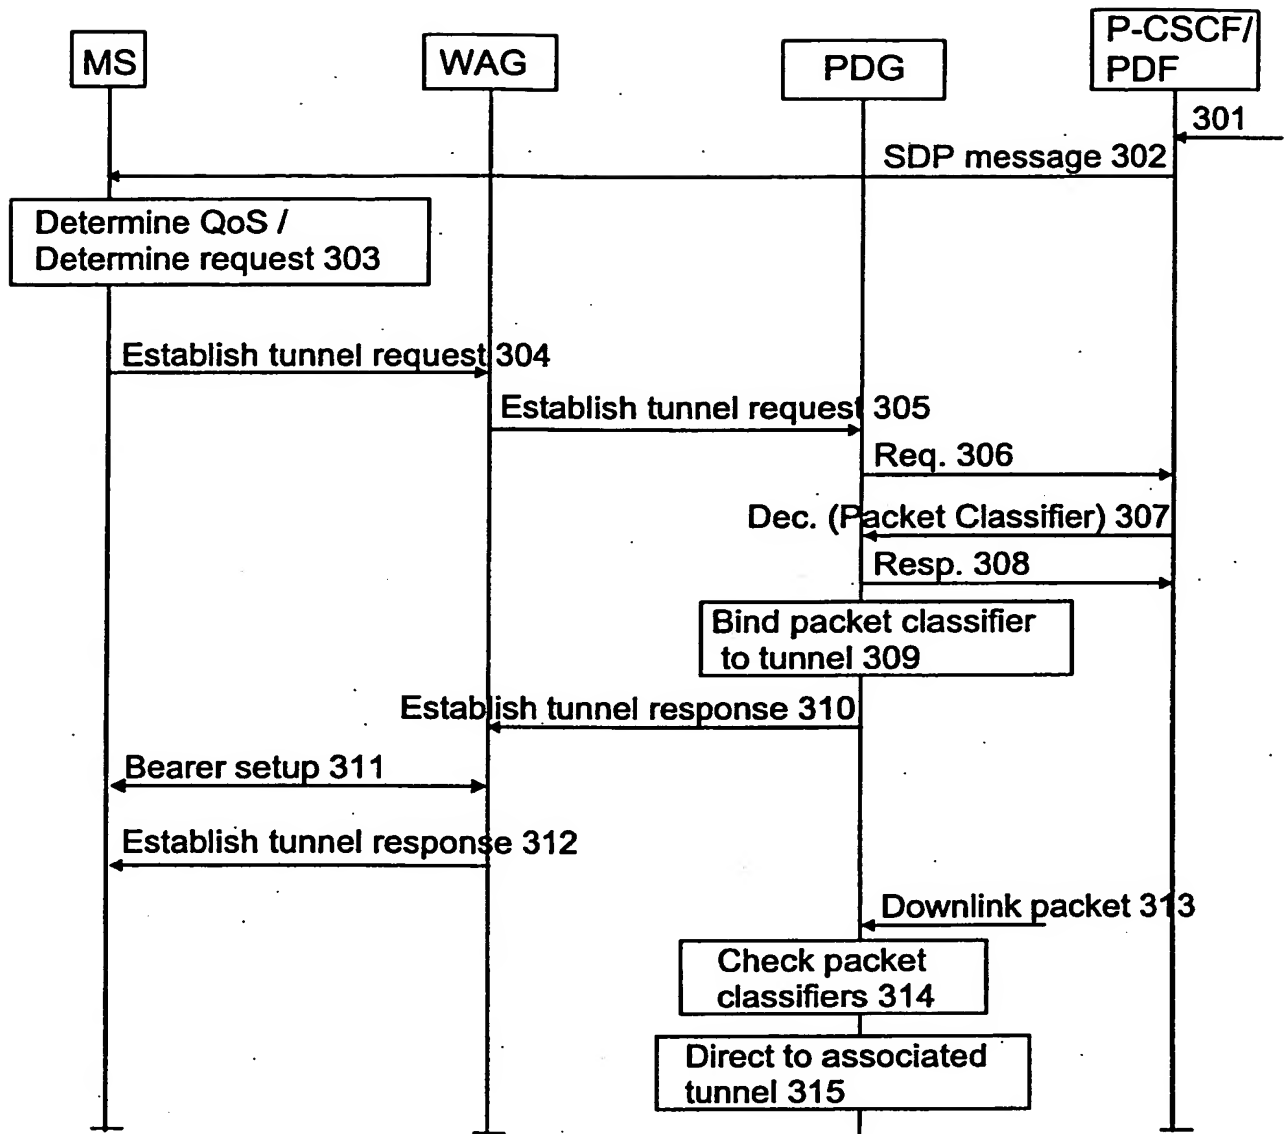 MS
WAG
PDG
P-CSCF/
PDF
301
SDP message 302
Determine QoS /
Determine request 303
Establish tunnel request 304
Establish tunnel request 305
Req. 306
Dec. (Packet Classifier) 307
Resp. 308
Bind packet classifier
to tunnel 309
Establish tunnel response 310
Bearer setup 311
Establish tunnel response 312
Downlink packet 313
Check packet
classifiers 314
Direct to associated
tunnel 315